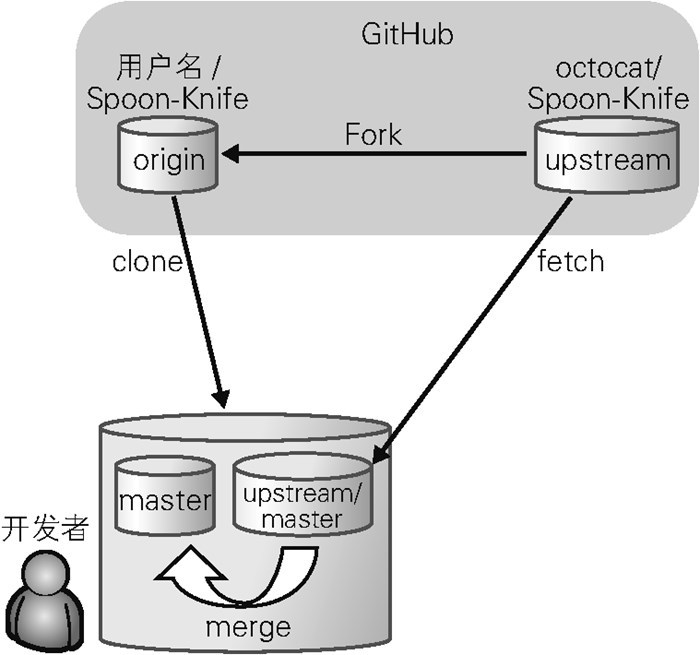 GitHub
用户名 /
Spoon-Knife
origin
Fork
octocat/
Spoon-Knife
upstream
clone
fetch
master
upstream/
master
开发者
merge